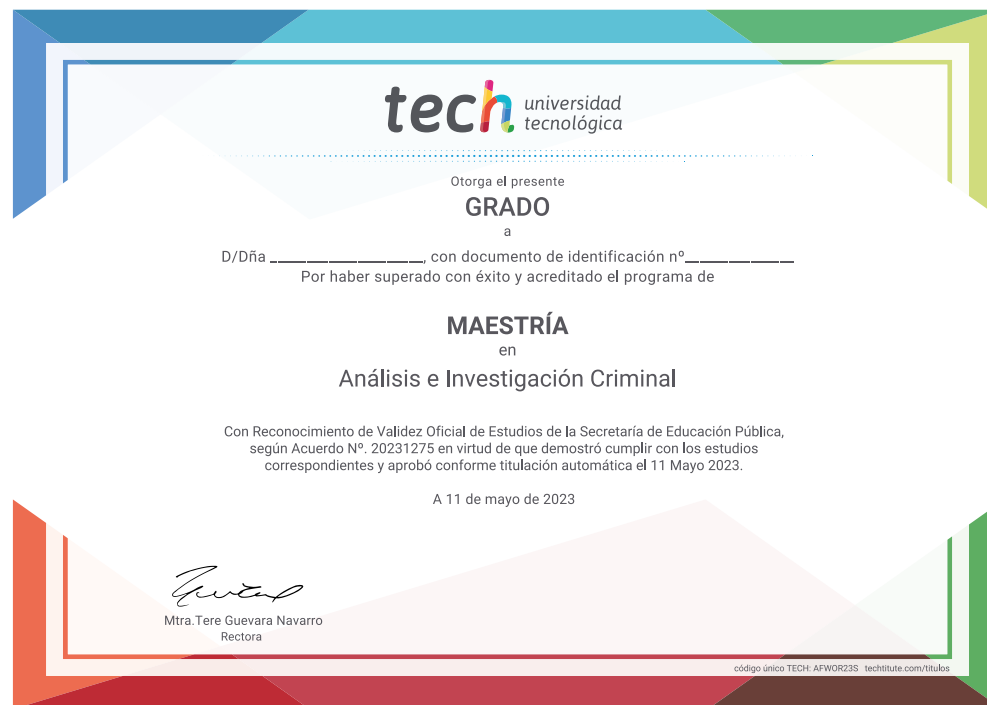 tech universidad
tecnológica
Otorga el presente
GRADO
a
D/Dña ____________________, con documento de identificación nº______________
Por haber superado con éxito y acreditado el programa de
MAESTRÍA
en
Análisis e Investigación Criminal
Con Reconocimiento de Validez Oficial de Estudios de la Secretaría de Educación Pública,
según Acuerdo Nº. 20231275 en virtud de que demostró cumplir con los estudios
correspondientes y aprobó conforme titulación automática el 11 Mayo 2023.
A 11 de mayo de 2023
Mtra.Tere Guevara Navarro
Rectora
código único TECH: AFWOR23S techtitute.com/titulos